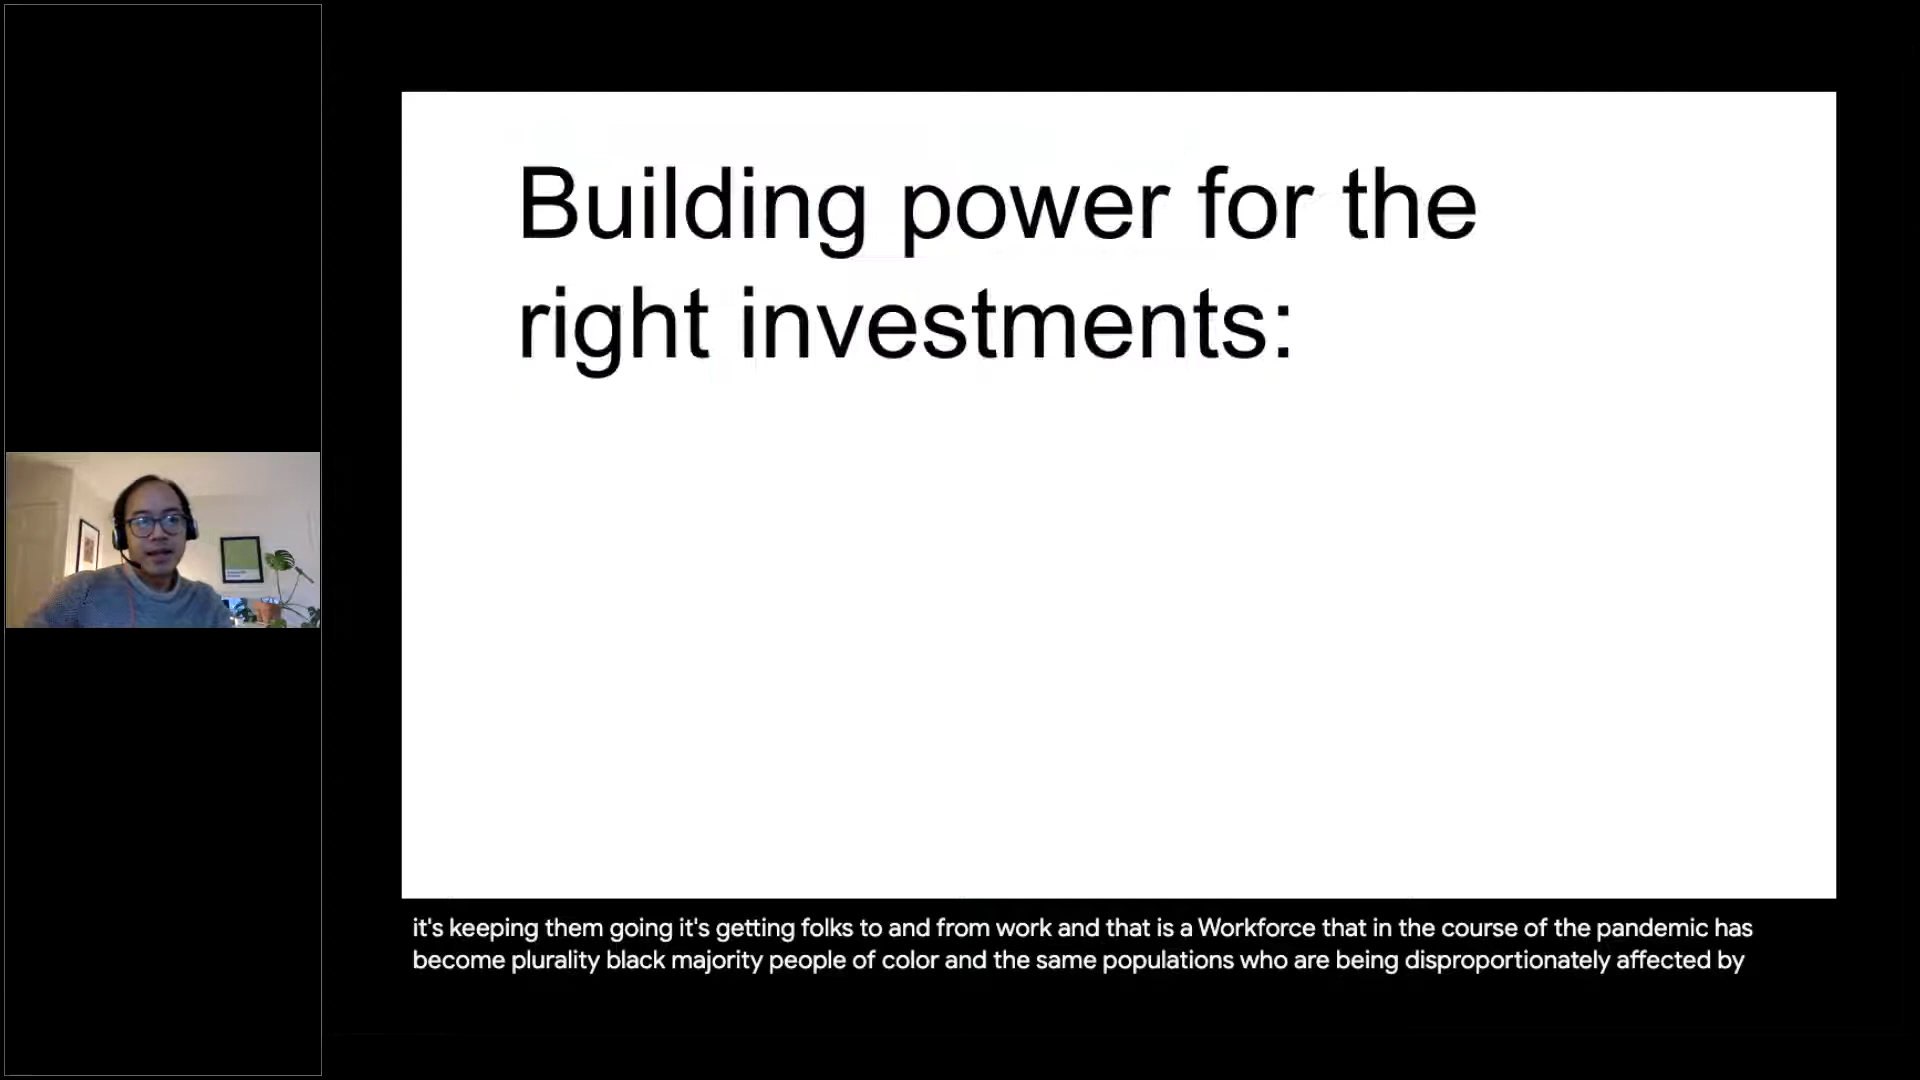 Building power for the
right investments:
it's keeping them going it's getting folks to and from work and that is a Workforce that in the course of the pandemic has
become plurality black majority people of color and the same populations who are being disproportionately affected by